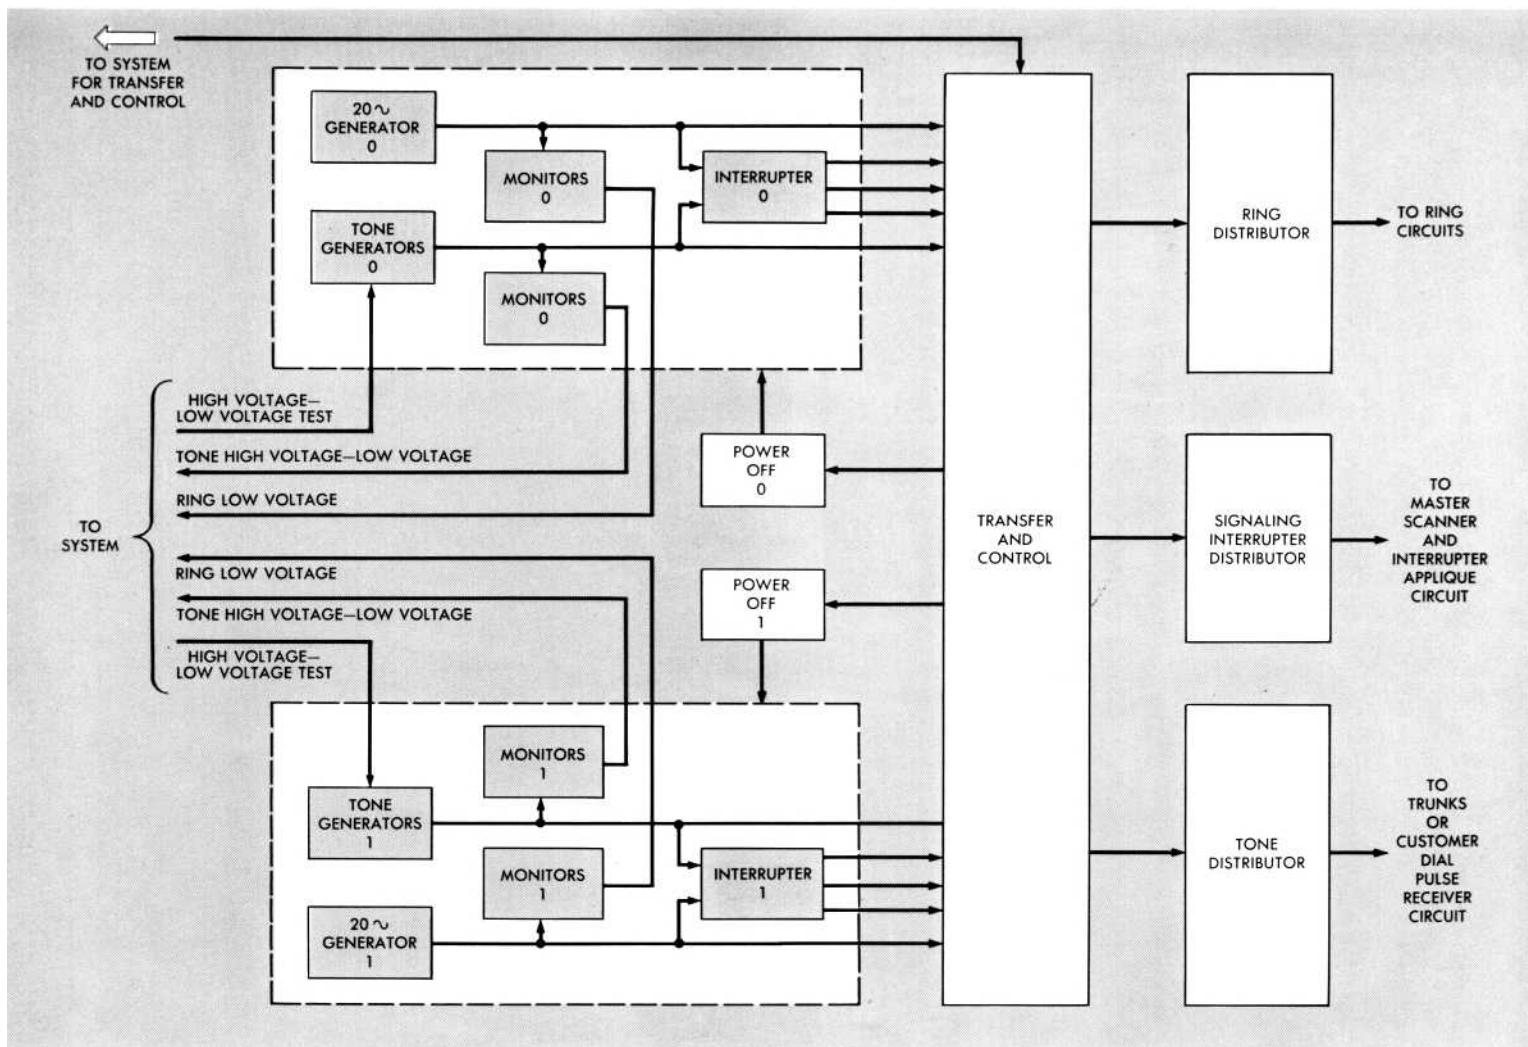 TO SYSTEM
FOR TRANSFER
AND CONTROL
20∿
GENERATOR
0
MONITORS
0
INTERRUPTER
0
TONE
GENERATORS
0
MONITORS
0
HIGH VOLTAGE—
LOW VOLTAGE TEST
TONE HIGH VOLTAGE—LOW VOLTAGE
RING LOW VOLTAGE
TO
SYSTEM
RING LOW VOLTAGE
TONE HIGH VOLTAGE—LOW VOLTAGE
HIGH VOLTAGE—
LOW VOLTAGE TEST
POWER
OFF
0
POWER
OFF
1
MONITORS
1
TONE
GENERATORS
1
MONITORS
1
INTERRUPTER
1
20∿
GENERATOR
1
TRANSFER
AND
CONTROL
RING
DISTRIBUTOR
TO RING
CIRCUITS
SIGNALING
INTERRUPTER
DISTRIBUTOR
TO
MASTER
SCANNER
AND
INTERRUPTER
APPLIQUE
CIRCUIT
TONE
DISTRIBUTOR
TO
TRUNKS
OR
CUSTOMER
DIAL
PULSE
RECEIVER
CIRCUIT